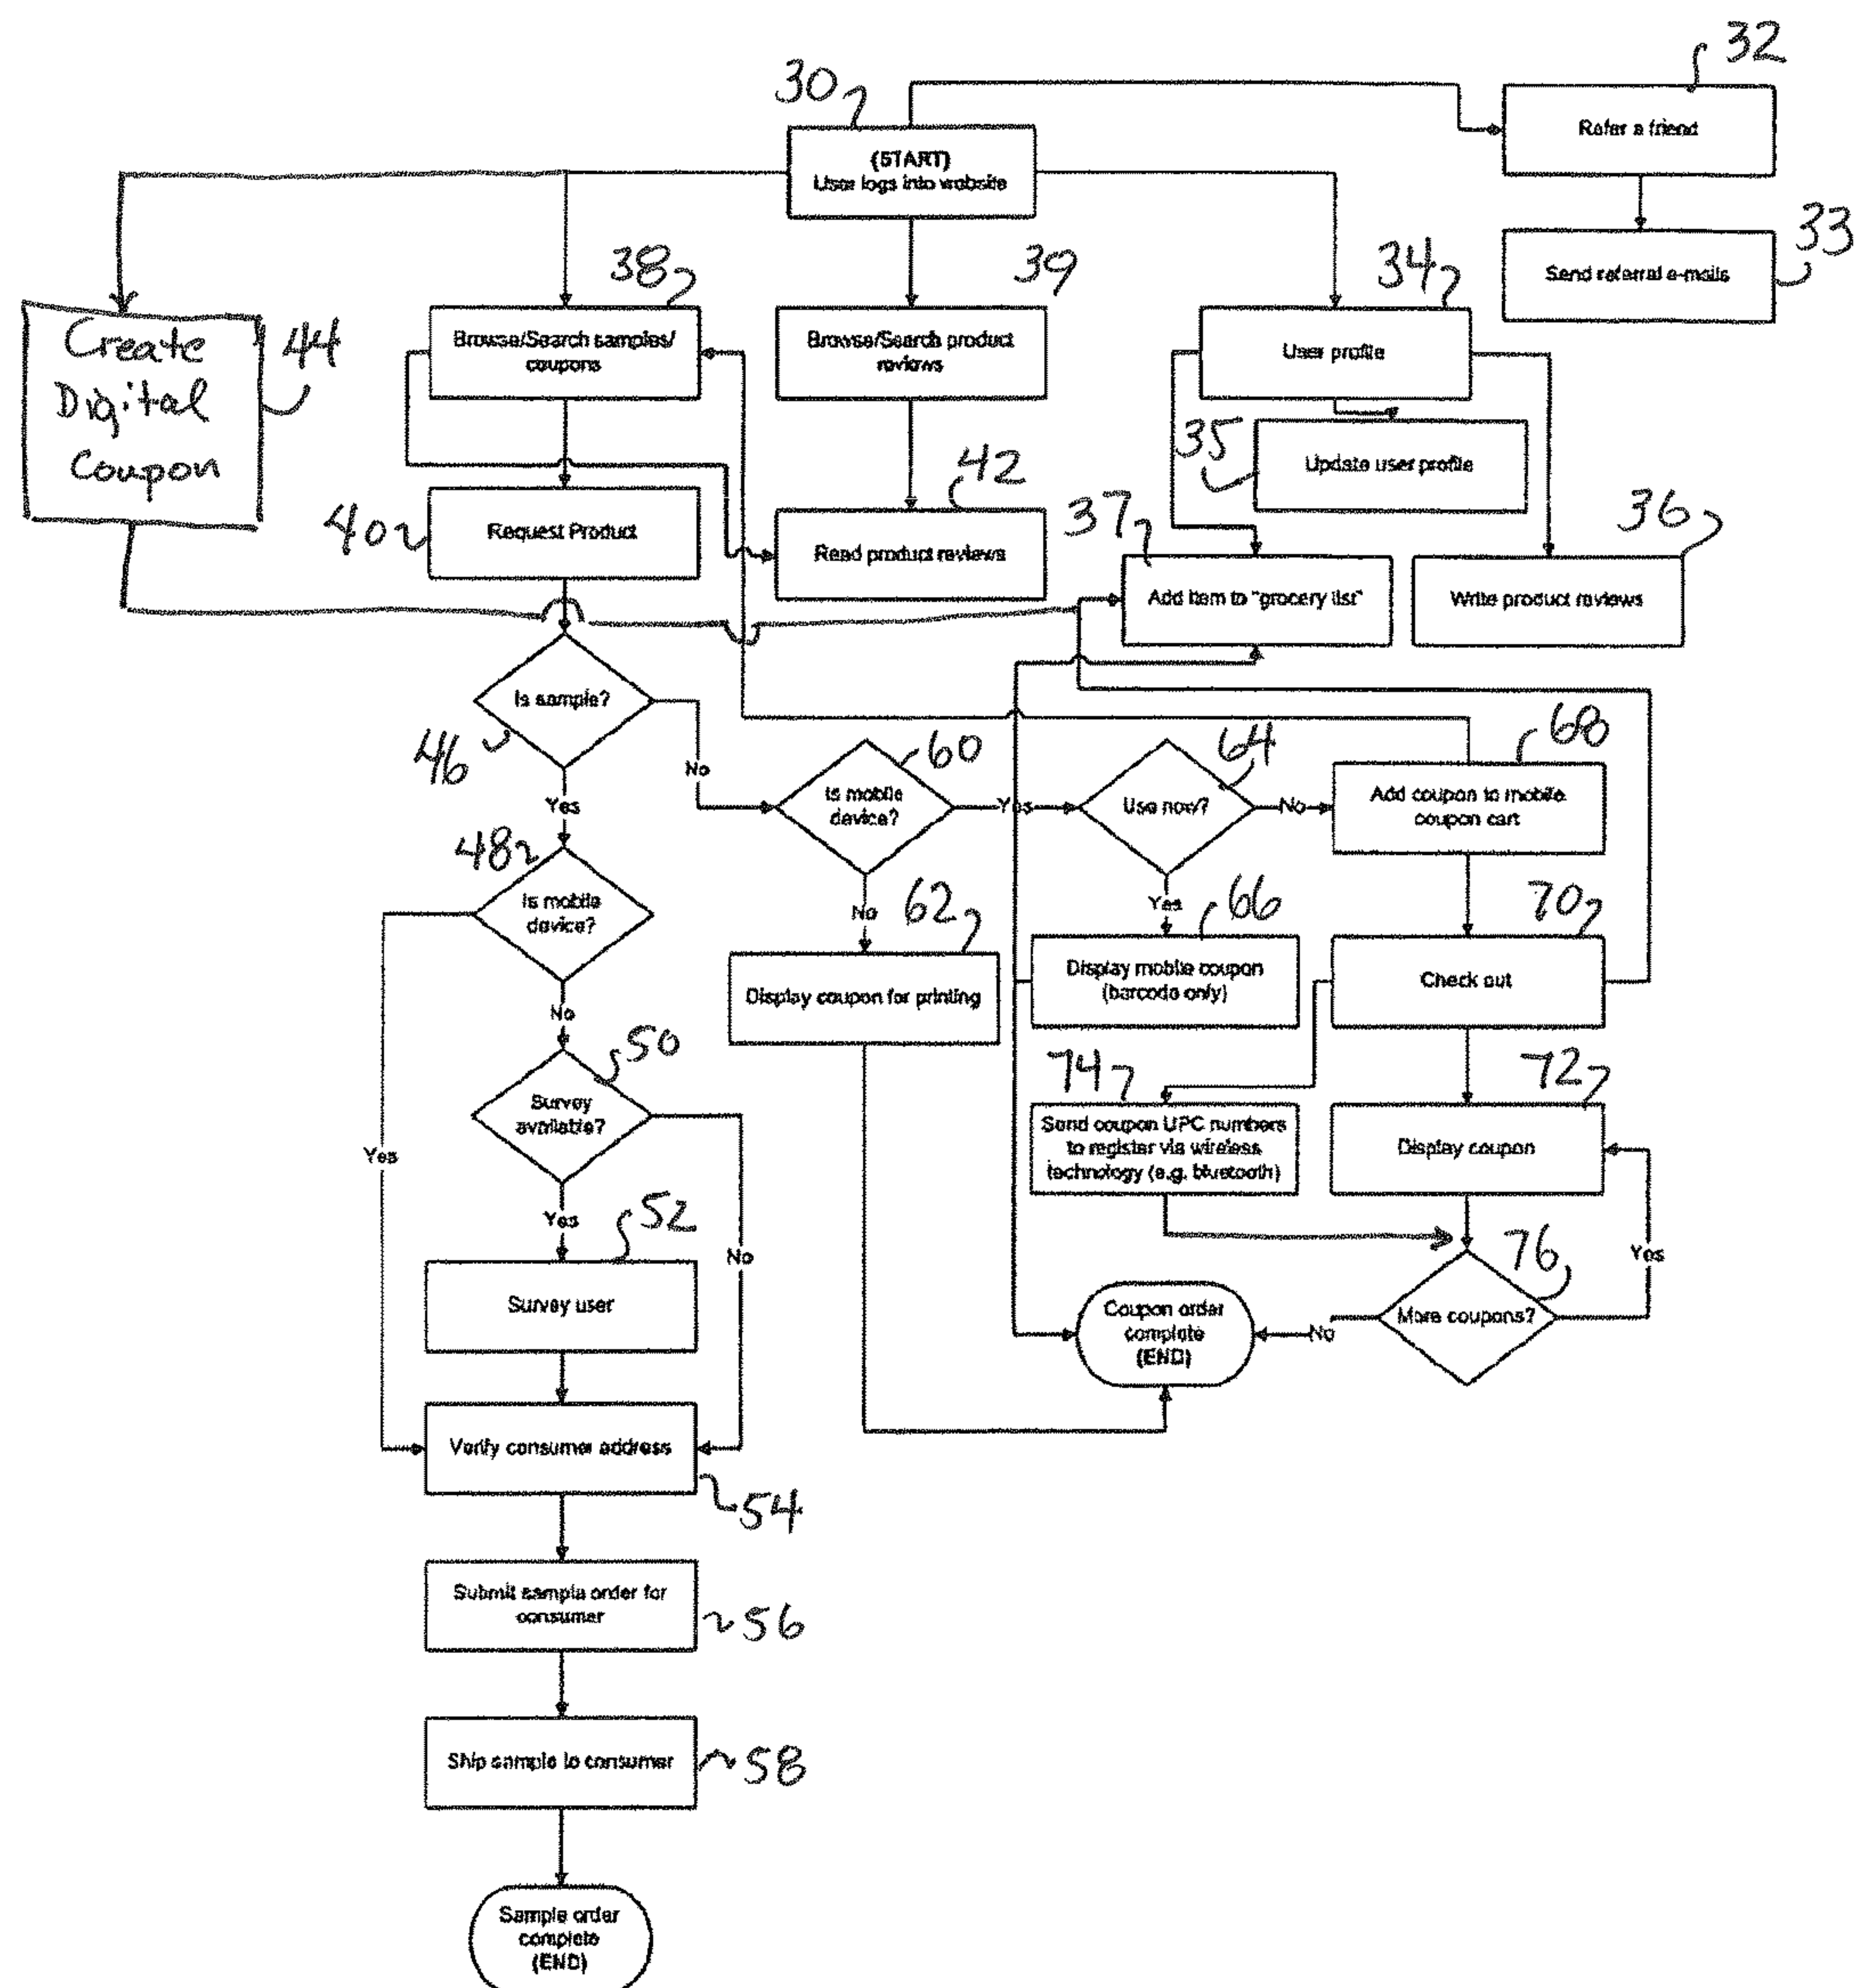 32
30
Refer a friend
(START)
User logs into website
33
Send referral e-mails
38
39
34
Create
Digital
Coupon
44
Browse/Search samples/
coupons
Browse/Search product
reviews
User profile
35
Update user profile
42
40
Request Product
Read product reviews
37
36
Add item to "grocery list"
Write product reviews
Is sample?
46
No
Yes
60
64
68
Is mobile
device?
Yes
Use now?
No
Add coupon to mobile
coupon cart
48
Is mobile
device?
No
62
Yes
66
70
Display coupon for printing
Display mobile coupon
(barcode only)
Check out
No
50
Survey
available?
74
72
Send coupon UPC numbers
to register via wireless
technology (e.g. bluetooth)
Display coupon
Yes
Yes
52
No
76
Yes
Survey user
Coupon order
complete
(END)
No
More coupons?
Verify consumer address
54
Submit sample order for
consumer
56
Ship sample to consumer
58
Sample order
complete
(END)